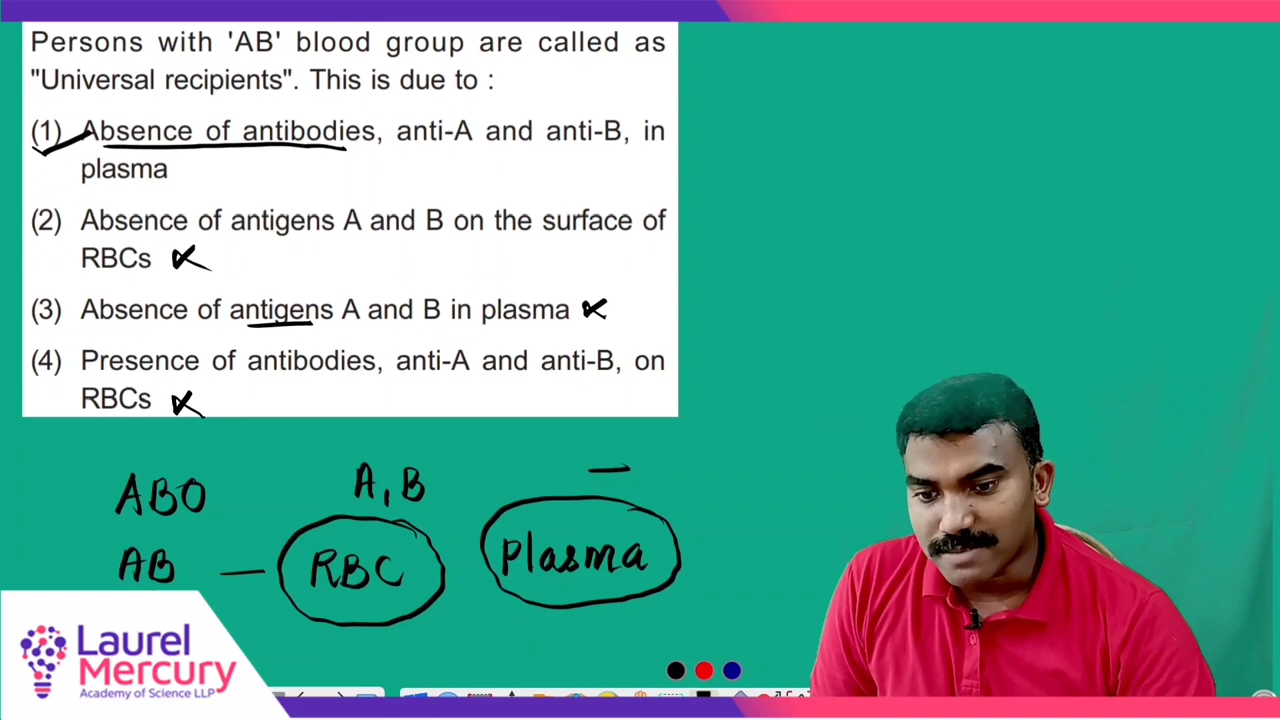 Persons with 'AB' blood group are called as
"Universal recipients". This is due to :
(1) Absence of antibodies, anti-A and anti-B, in
plasma
(2) Absence of antigens A and B on the surface of
RBCs
(3) Absence of antigens A and B in plasma
(4) Presence of antibodies, anti-A and anti-B, on
RBCs
ABO
A, B
AB – RBC
Plasma
Laurel
Mercury
Academy of Science LLP